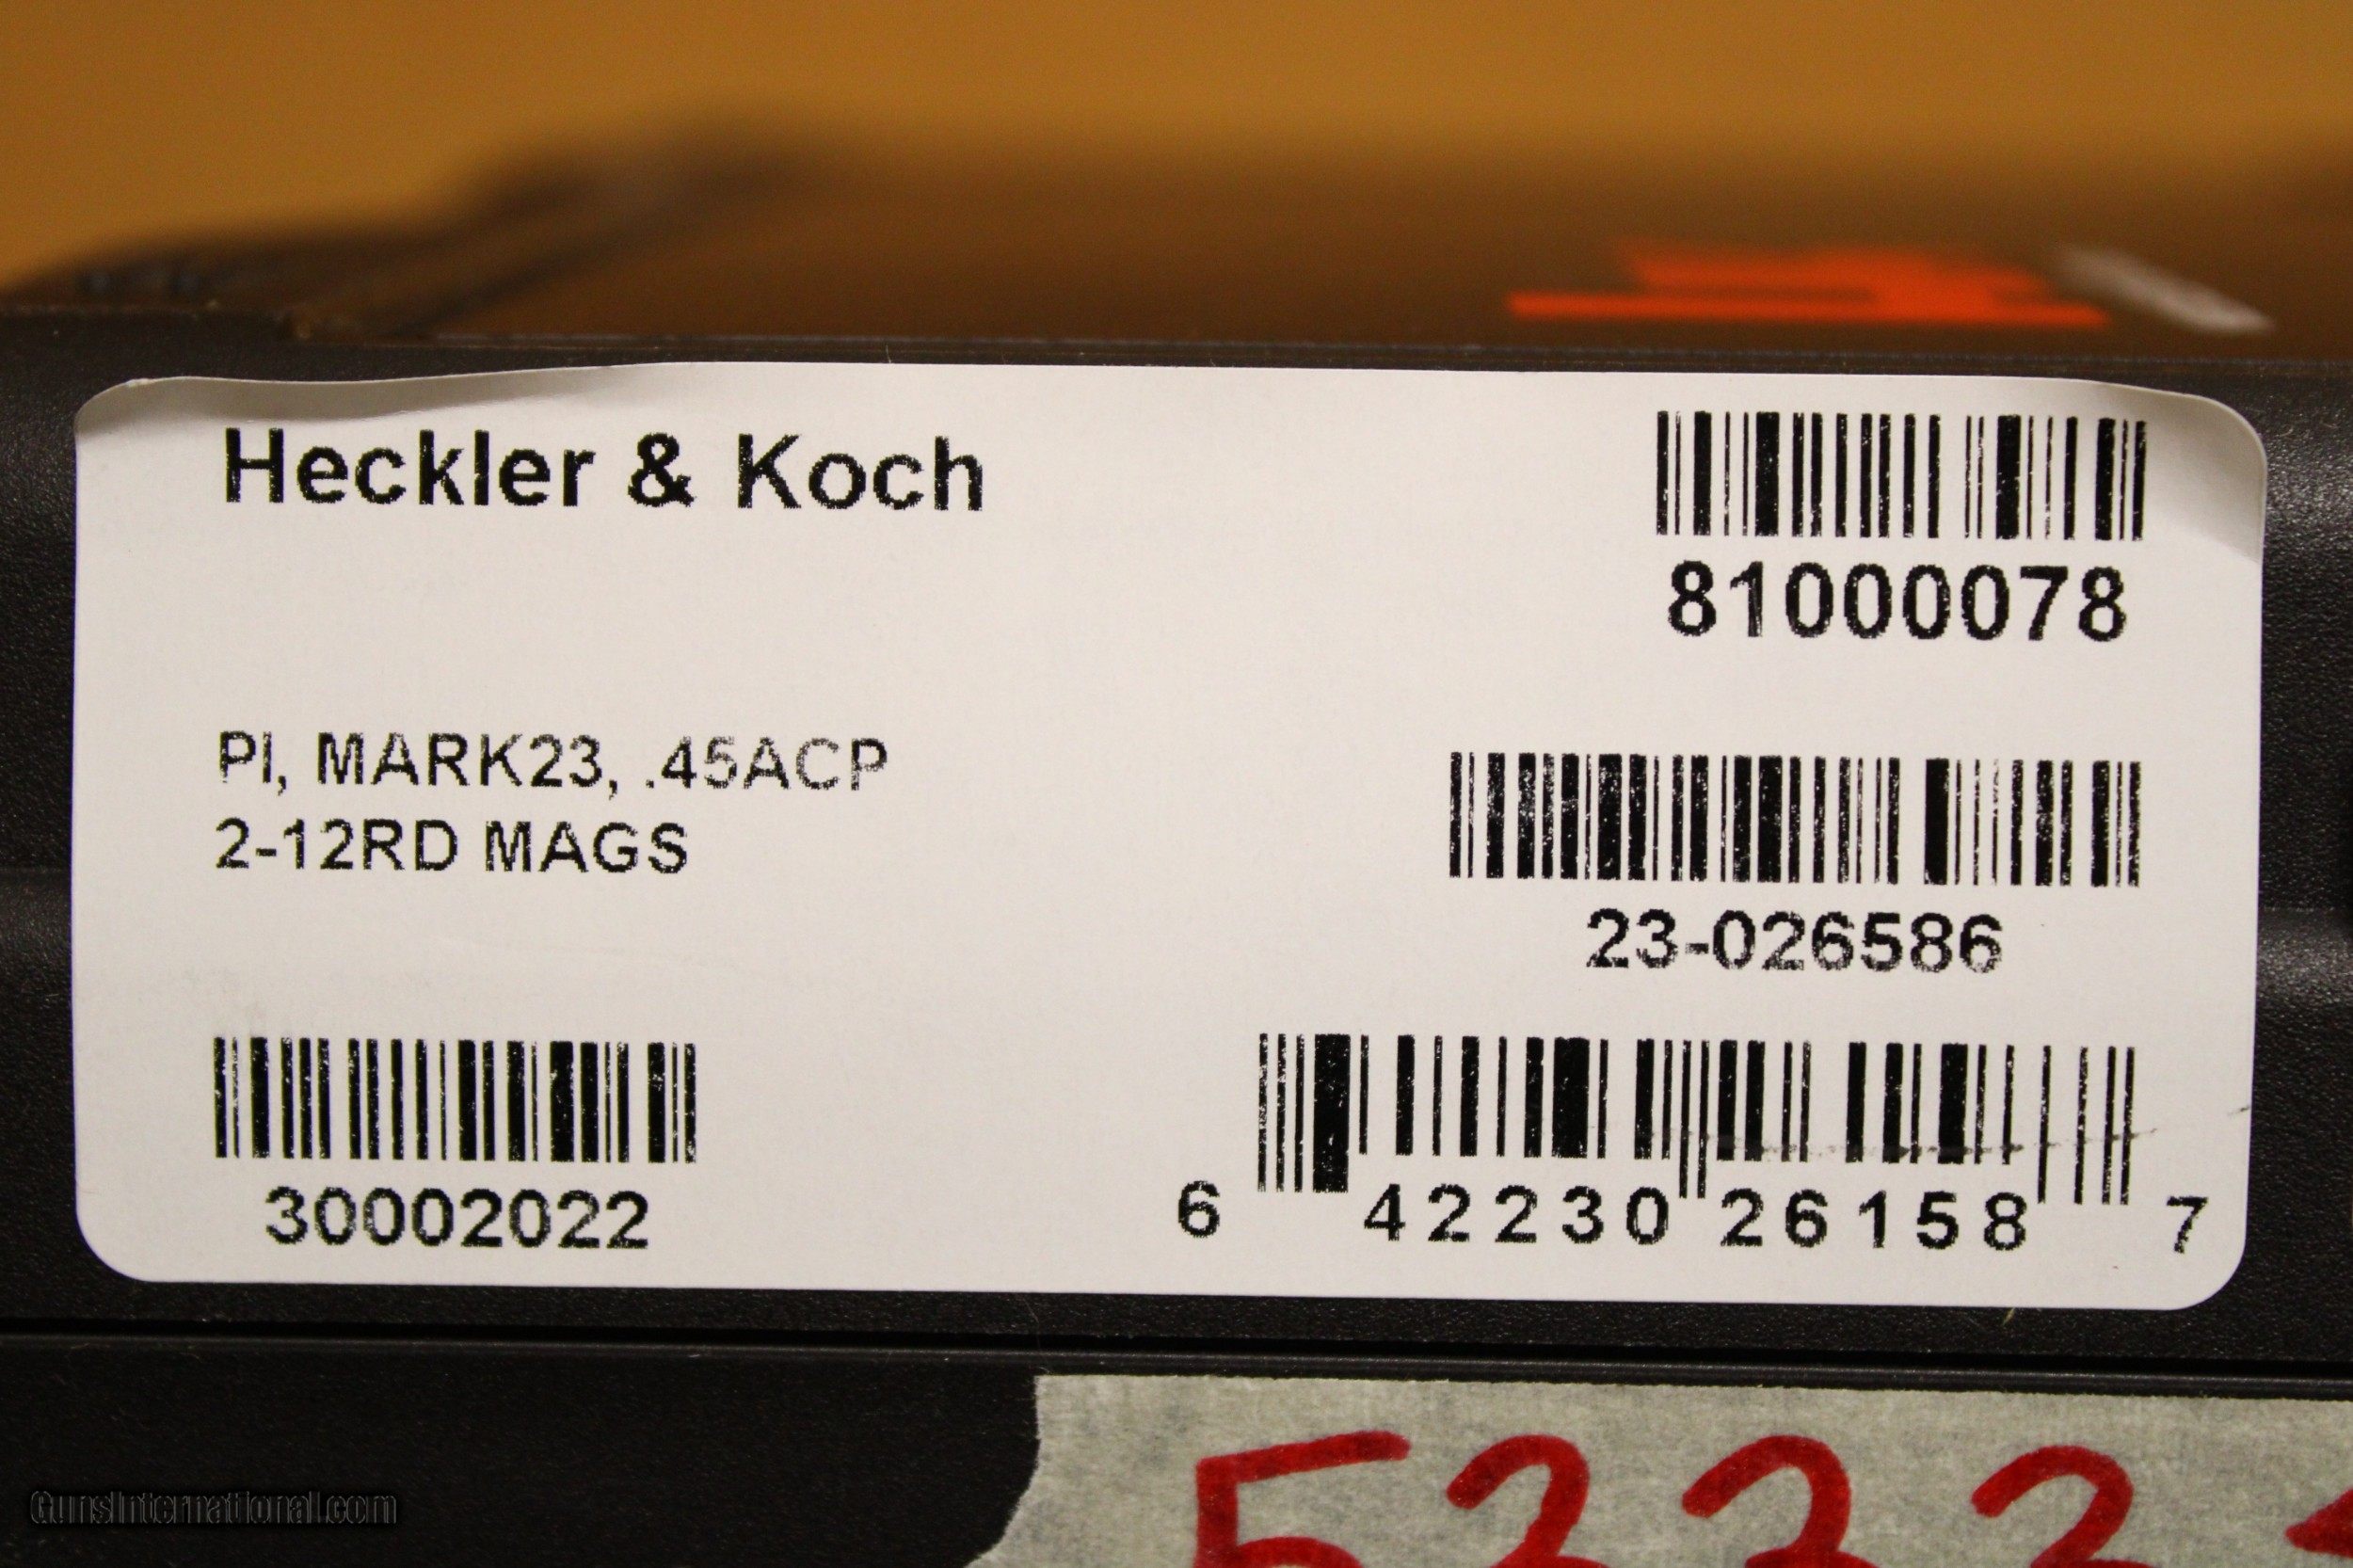 Heckler & Koch
81000078
PI, MARK23, .45ACP
2-12RD MAGS
23-026586
30002022
6 42230 26158 7
GunsInternational.com